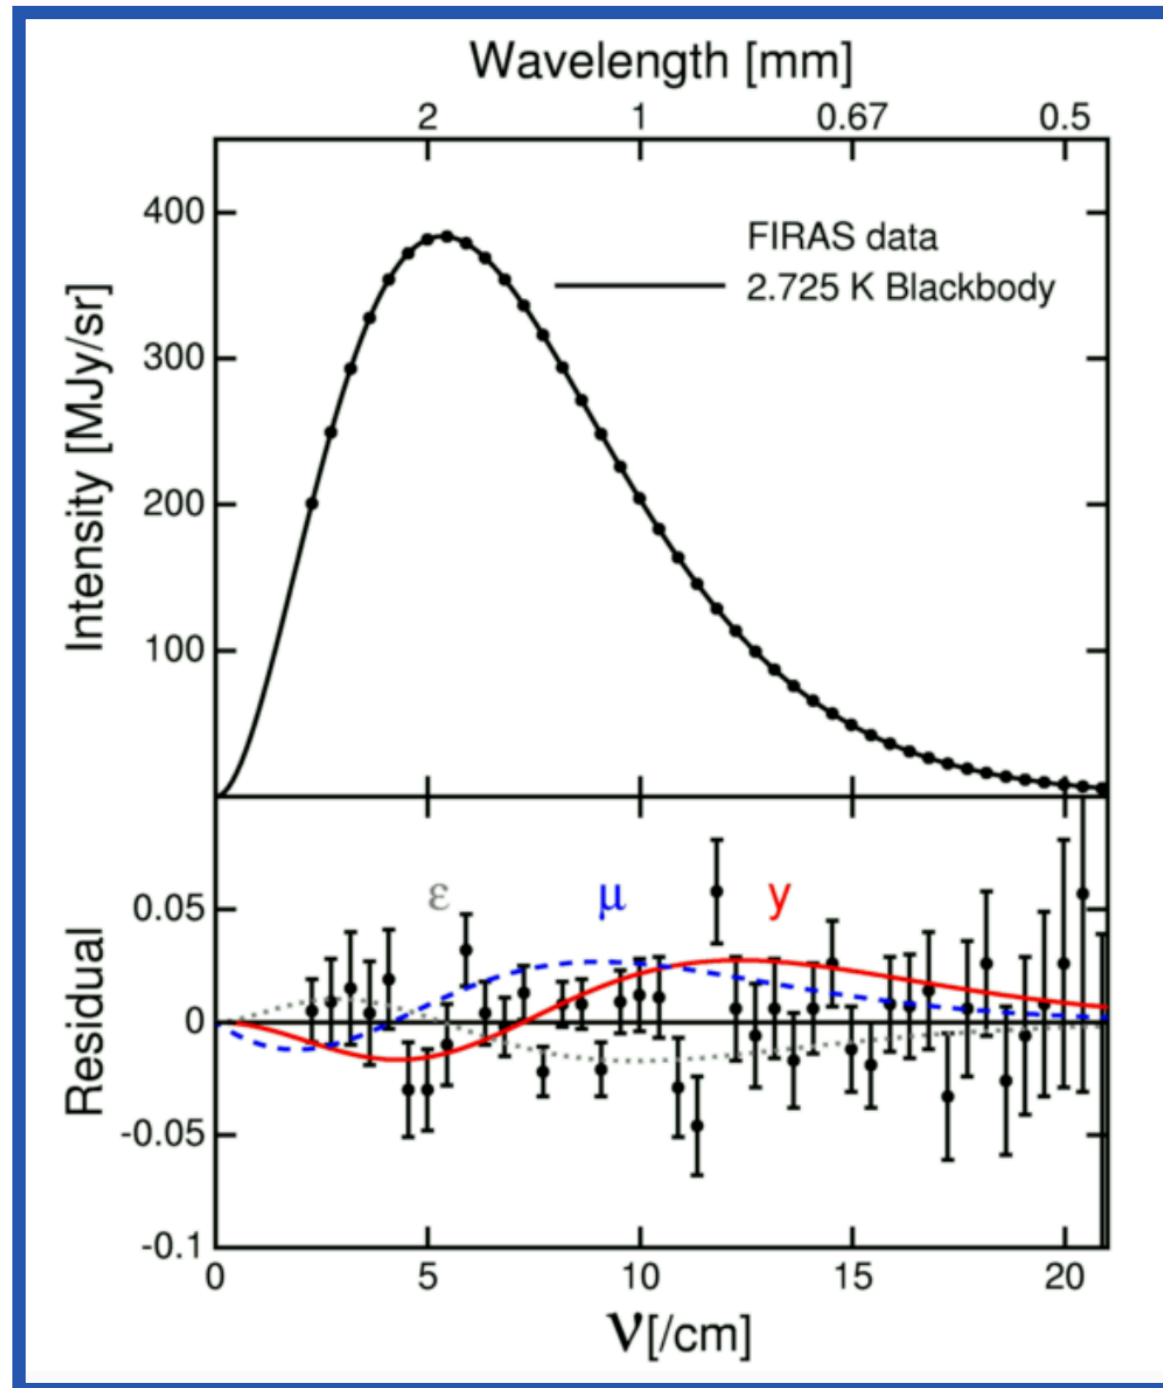 Wavelength [mm]
2 1 0.67 0.5
Intensity [MJy/sr]
400
300
200
100
FIRAS data
2.725 K Blackbody
Residual
0.05
0
-0.05
-0.1
ε μ y
0 5 10 15 20
ν[/cm]